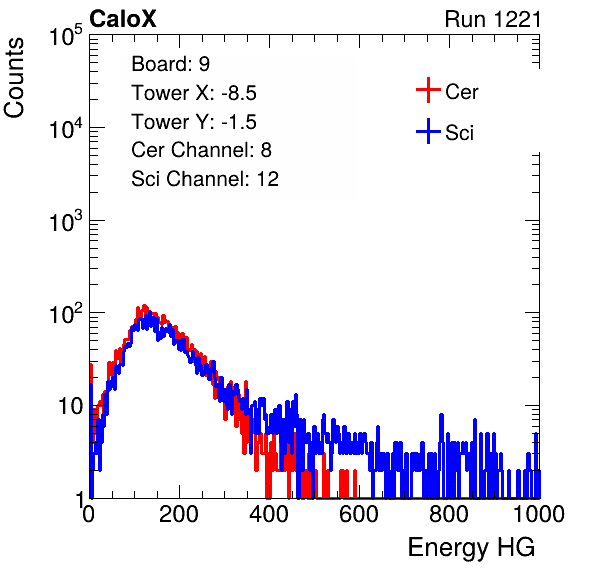 CaloX Run 1221
Counts
10^5
10^4
10^3
10^2
10
1
Board: 9
Tower X: -8.5
Tower Y: -1.5
Cer Channel: 8
Sci Channel: 12
Cer
Sci
0 200 400 600 800 1000
Energy HG